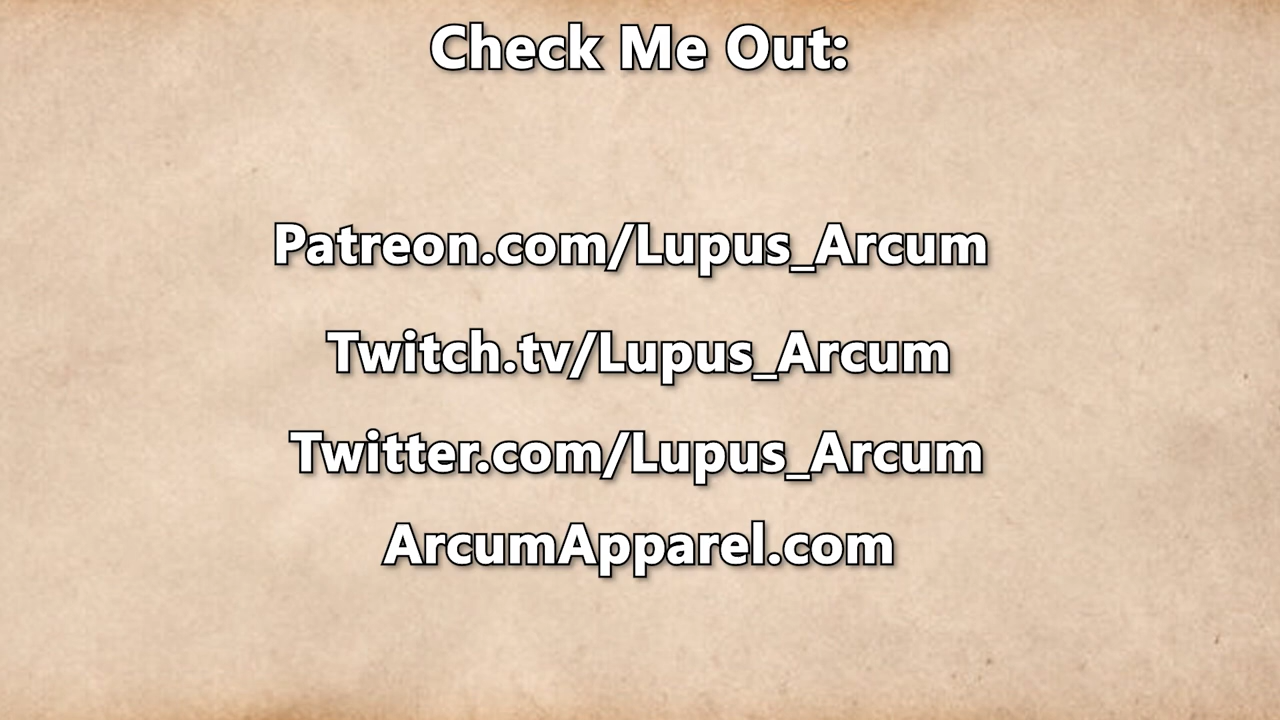 Check Me Out:
Patreon.com/Lupus_Arcum
Twitch.tv/Lupus_Arcum
Twitter.com/Lupus_Arcum
ArcumApparel.com